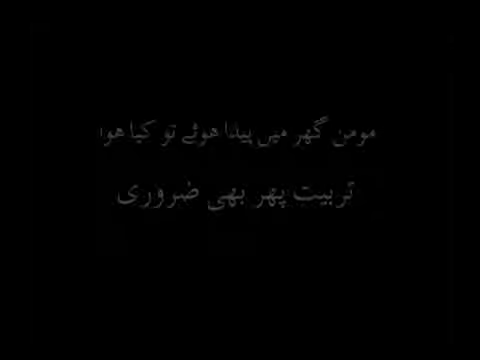 مومن گھر میں پیدا ہوئے تو کیا ہوا
تربیت پھر بھی ضروری